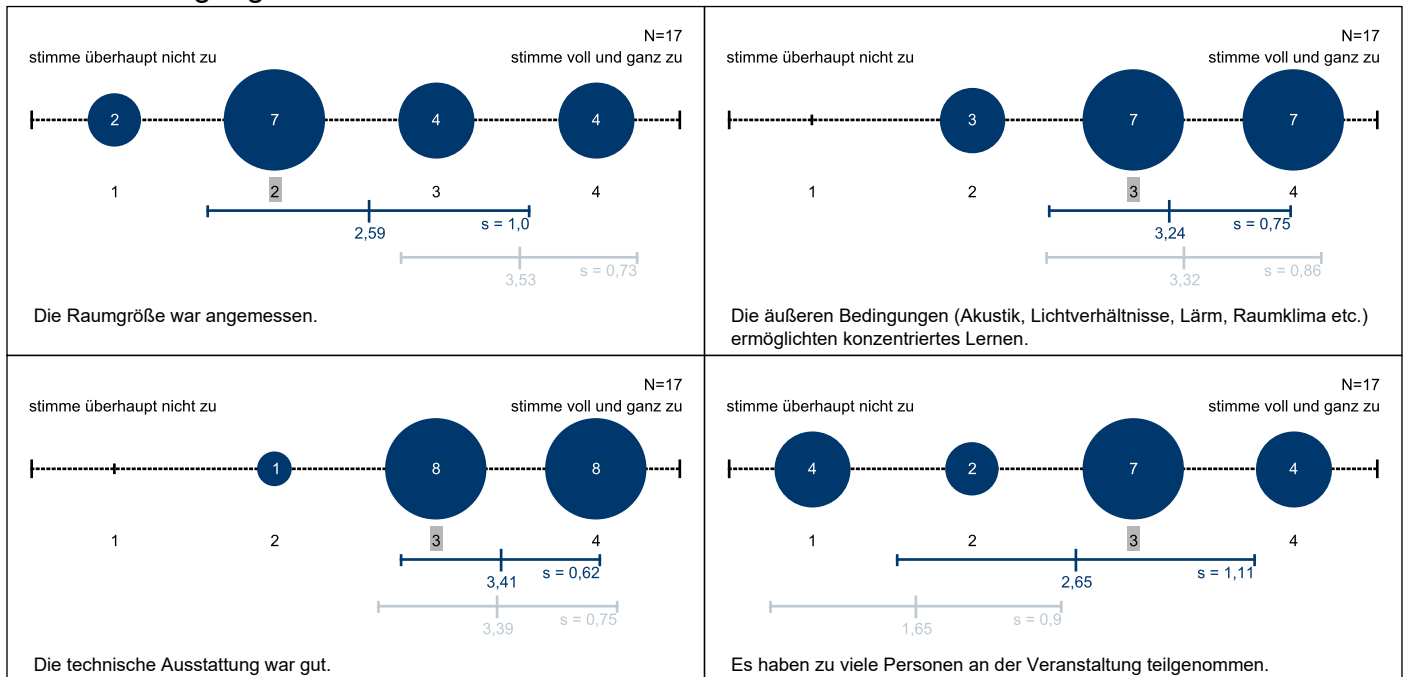 N=17
stimme überhaupt nicht zu stimme voll und ganz zu
2 7 4 4
1 2 3 4
s = 1,0
2,59
s = 0,73
3,53
Die Raumgröße war angemessen.
N=17
stimme überhaupt nicht zu stimme voll und ganz zu
3 7 7
1 2 3 4
s = 0,75
3,24
s = 0,86
3,32
Die äußeren Bedingungen (Akustik, Lichtverhältnisse, Lärm, Raumklima etc.)
ermöglichten konzentriertes Lernen.
N=17
stimme überhaupt nicht zu stimme voll und ganz zu
1 8 8
1 2 3 4
s = 0,62
3,41
s = 0,75
3,39
Die technische Ausstattung war gut.
N=17
stimme überhaupt nicht zu stimme voll und ganz zu
4 2 7 4
1 2 3 4
s = 1,11
2,65
s = 0,9
1,65
Es haben zu viele Personen an der Veranstaltung teilgenommen.